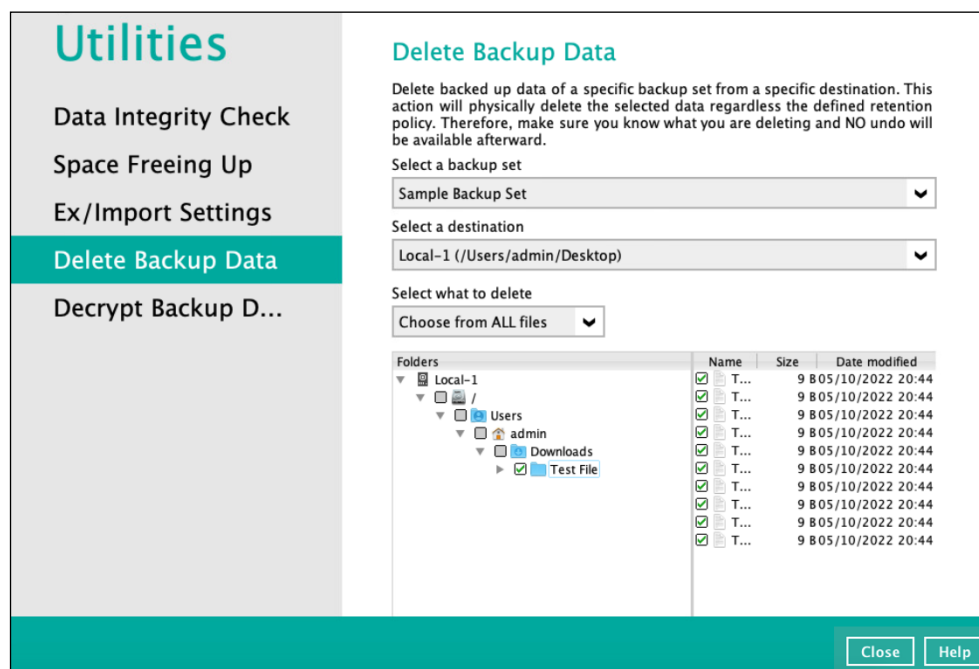 Utilities
Data Integrity Check
Space Freeing Up
Ex/Import Settings
Delete Backup Data
Decrypt Backup D...
Delete Backup Data
Delete backed up data of a specific backup set from a specific destination. This
action will physically delete the selected data regardless the defined retention
policy. Therefore, make sure you know what you are deleting and NO undo will
be available afterward.
Select a backup set
Sample Backup Set
Select a destination
Local-1 (/Users/admin/Desktop)
Select what to delete
Choose from ALL files
Folders
Local-1
/
Users
admin
Downloads
Test File
Name Size Date modified
T... 9 B 05/10/2022 20:44
T... 9 B 05/10/2022 20:44
T... 9 B 05/10/2022 20:44
T... 9 B 05/10/2022 20:44
T... 9 B 05/10/2022 20:44
T... 9 B 05/10/2022 20:44
T... 9 B 05/10/2022 20:44
T... 9 B 05/10/2022 20:44
T... 9 B 05/10/2022 20:44
T... 9 B 05/10/2022 20:44
Close Help